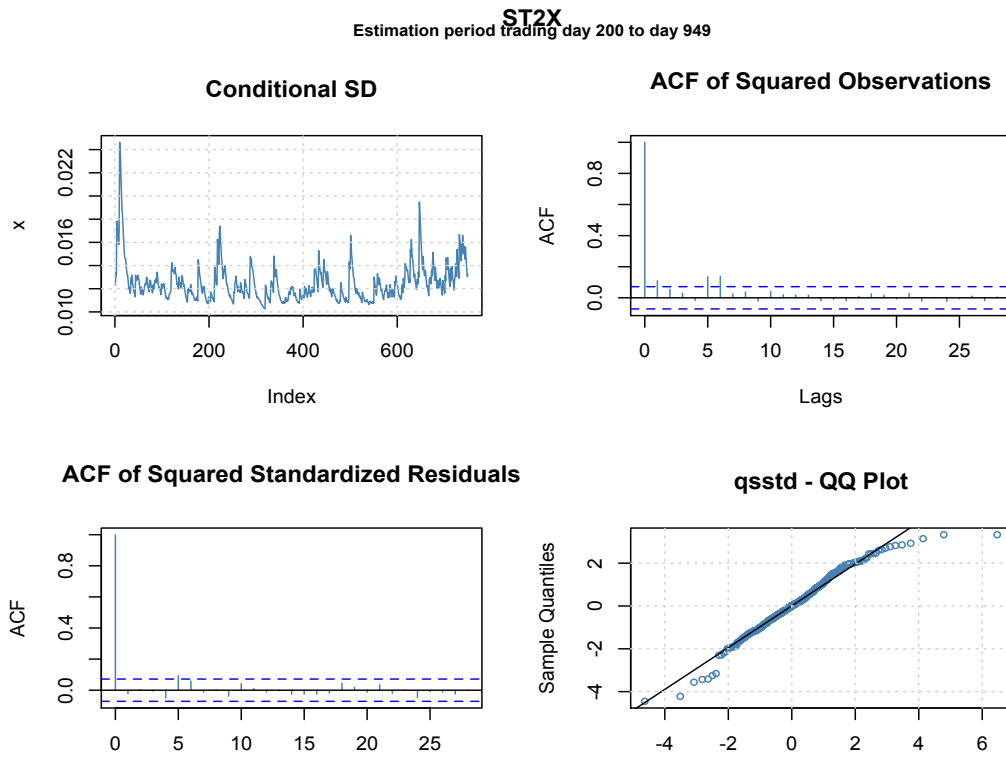 ST2X
Estimation period trading day 200 to day 949
Conditional SD
x
0.010 0.016 0.022
0 200 400 600
Index
ACF of Squared Observations
ACF
0.0 0.4 0.8
0 5 10 15 20 25
Lags
ACF of Squared Standardized Residuals
ACF
0.0 0.4 0.8
0 5 10 15 20 25
qsstd - QQ Plot
Sample Quantiles
4 -2 0 2
-4 -2 0 2 4 6